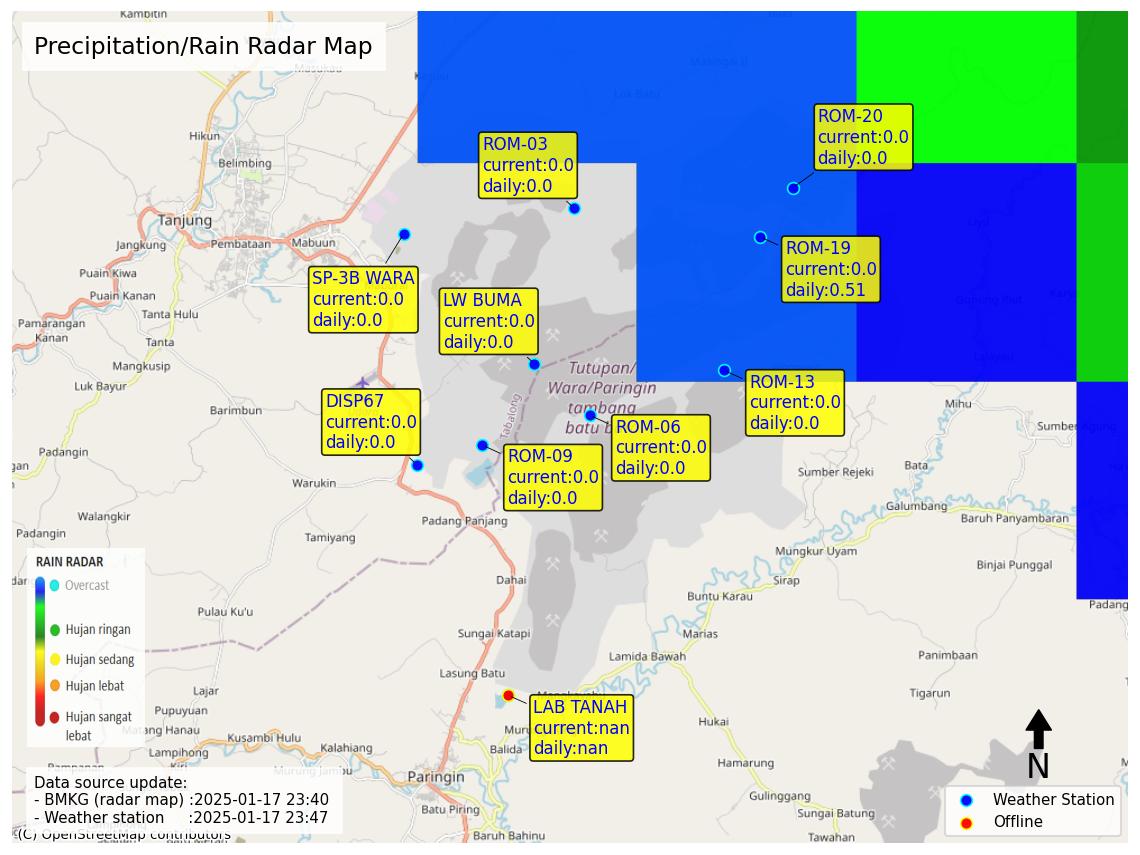 Kambitin
Precipitation/Rain Radar Map
Masukau
Kapuu
Malingai U
Lok Batu
Hikun
Belimbing
Tanjung
Jangkung
Pembataan
Mabuun
Puain Kiwa
Puain Kanan
Tanta Hulu
Pamarangan
Kanan
Tanta
Mangkusip
Luk Bayur
Barimbun
Padangin
Warukin
Walangkir
Padangin
Tamiyang
Padang Panjang
Dahai
Pulau Ku'u
Sungai Katapi
Lasung Batu
Lajar
Pupuyuan
Matang Hanau
Kusambi Hulu
Lampihong
Kalahiang
Murung Jambu
Paringin
Batu Piring
Baruh Bahinu
Balida
Tabalong
Tutupan/
Wara/Paringin
tambang
batu b
ROM-03
current:0.0
daily:0.0
ROM-20
current:0.0
daily:0.0
ROM-19
current:0.0
daily:0.51
SP-3B WARA
current:0.0
daily:0.0
LW BUMA
current:0.0
daily:0.0
ROM-13
current:0.0
daily:0.0
DISP67
current:0.0
daily:0.0
ROM-06
current:0.0
daily:0.0
ROM-09
current:0.0
daily:0.0
LAB TANAH
current:nan
daily:nan
Mihu
Sumber Rejeki
Bata
Galumbang
Baruh Panyambaran
Mungkur Uyam
Binjai Punggal
Sirap
Buntu Karau
Marias
Padang
Lamida Bawah
Panimbaan
Tigarun
Hukai
Hamarung
Gulinggang
Sungai Batung
Tawahan
RAIN RADAR
Overcast
Hujan ringan
Hujan sedang
Hujan lebat
Hujan sangat
lebat
Data source update:
- BMKG (radar map) :2025-01-17 23:40
- Weather station :2025-01-17 23:47
(C) OpenStreetMap contributors
N
Weather Station
Offline